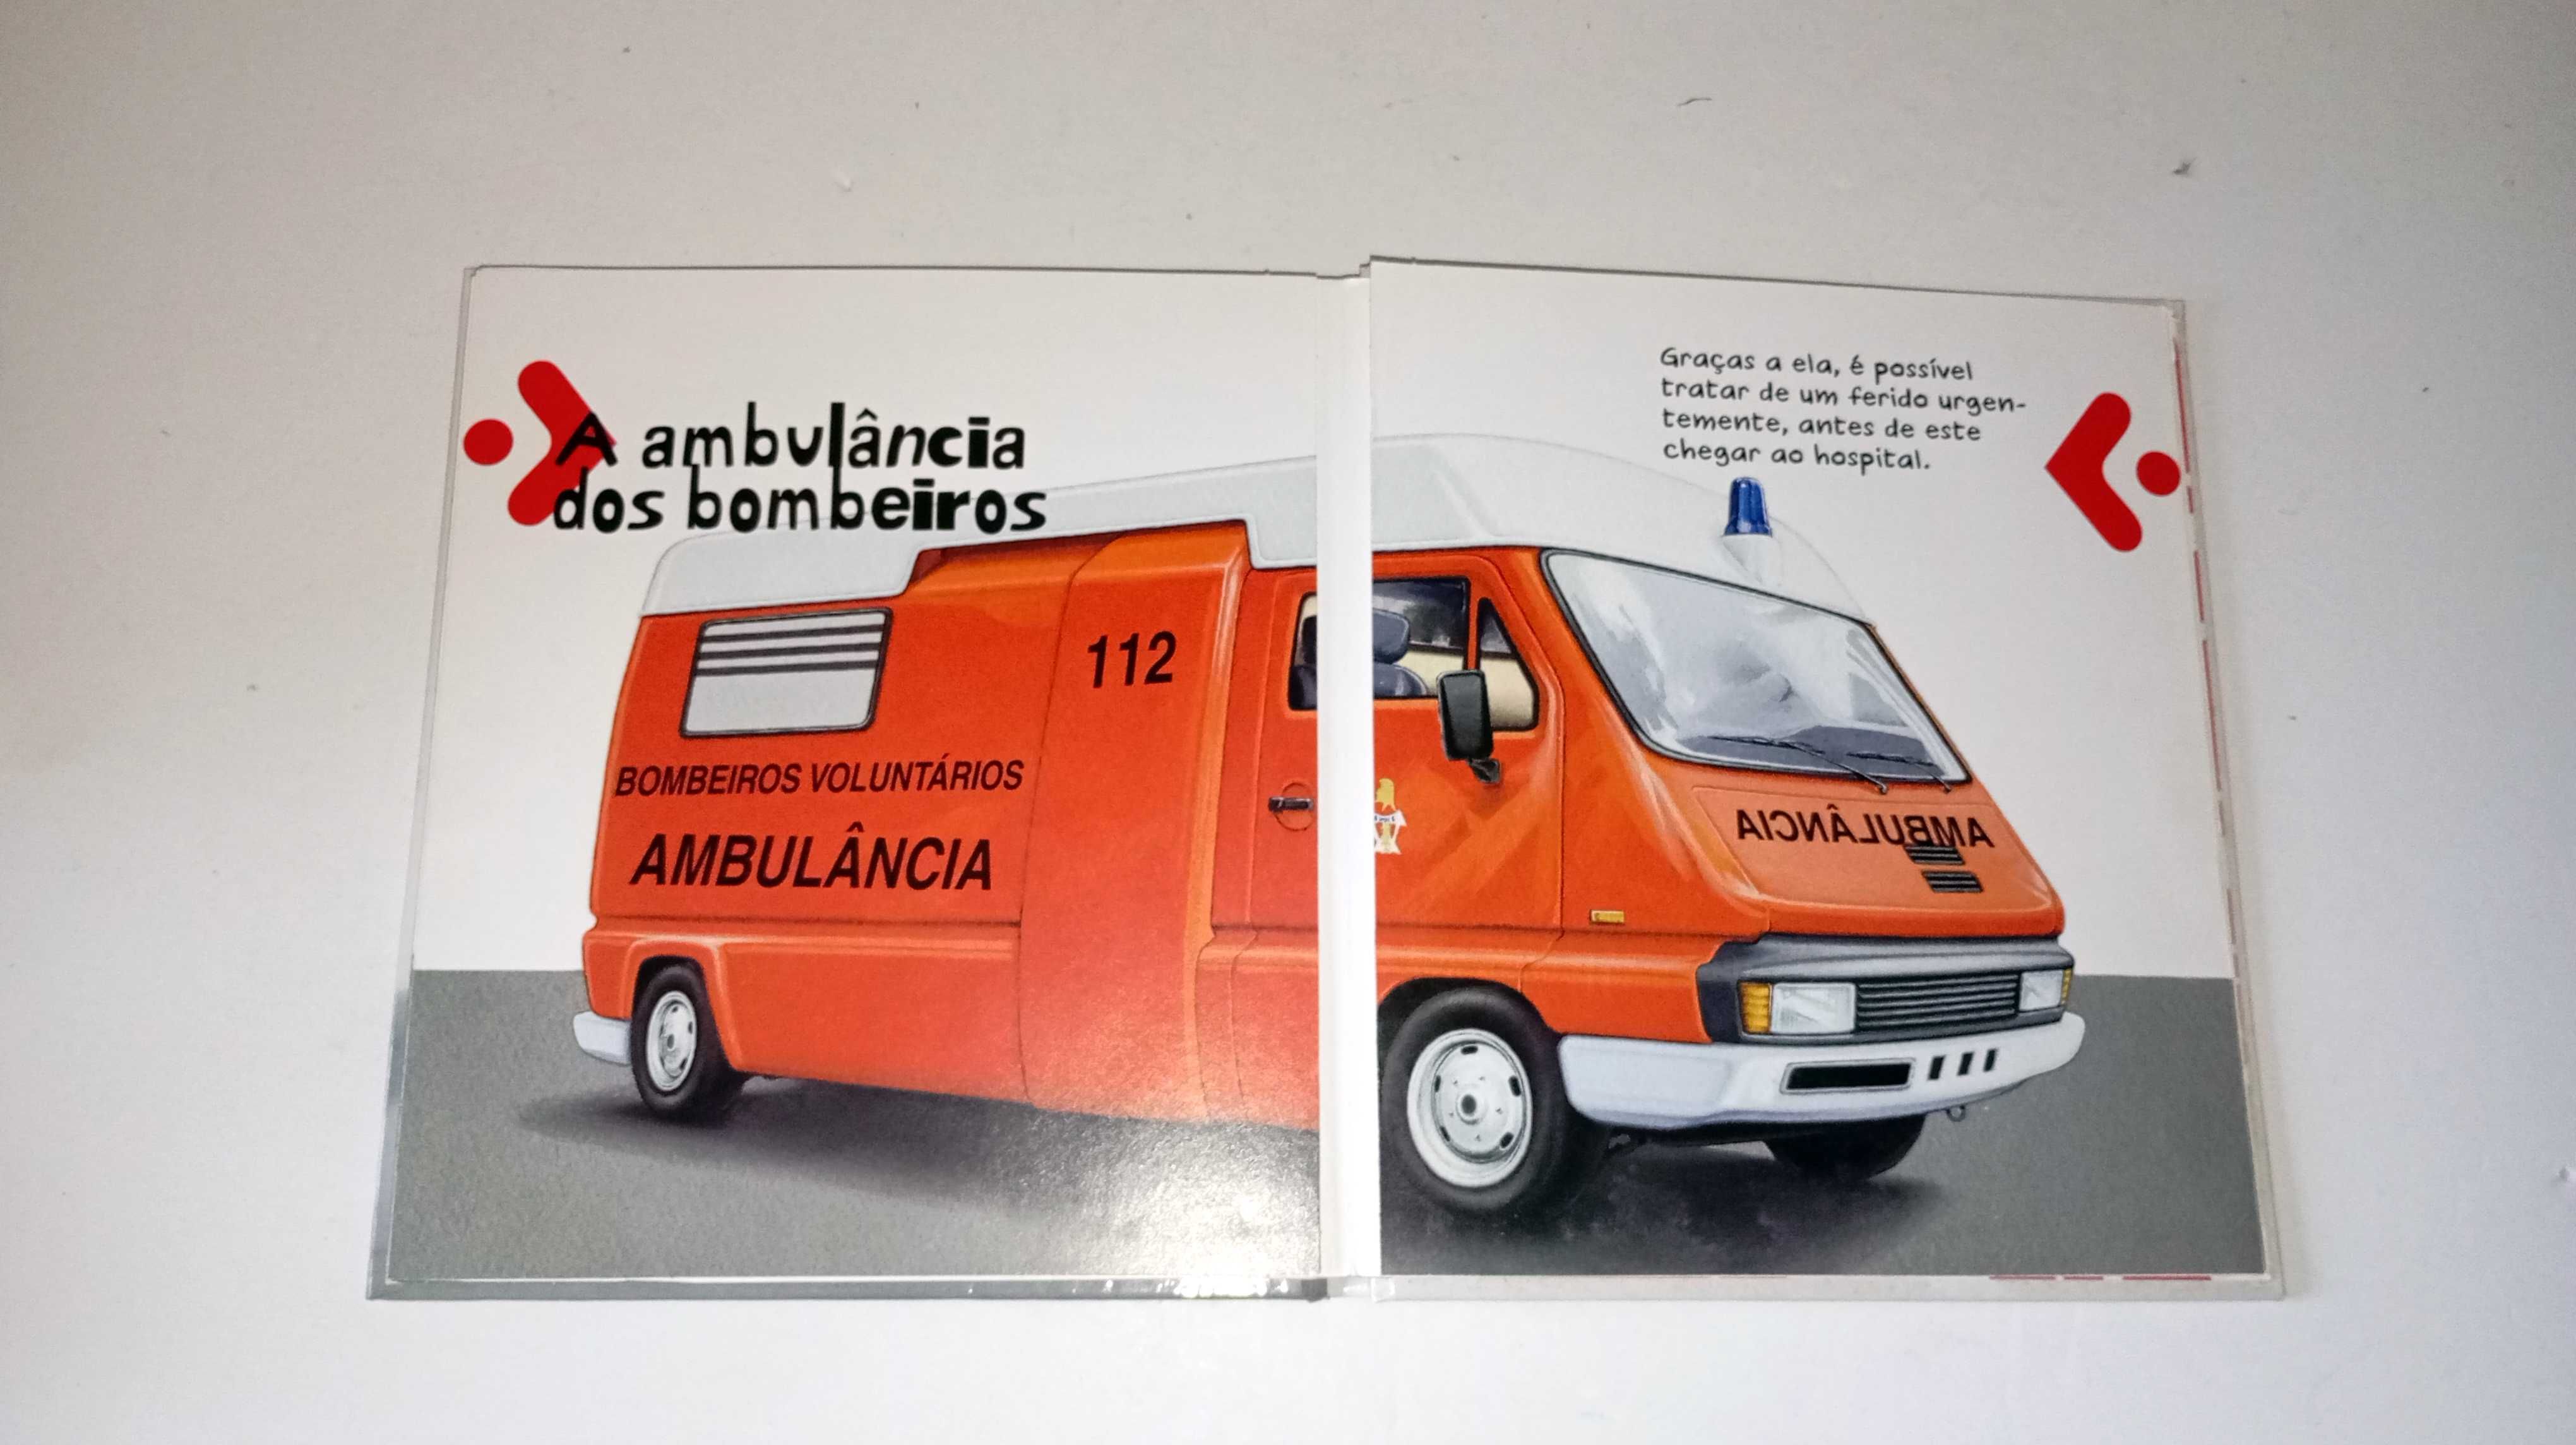 A ambulância
dos bombeiros
Graças a ela, é possível
tratar de um ferido urgen-
temente, antes de este
chegar ao hospital.
112
BOMBEIROS VOLUNTÁRIOS
AMBULÂNCIA
AMBULÂNCIA